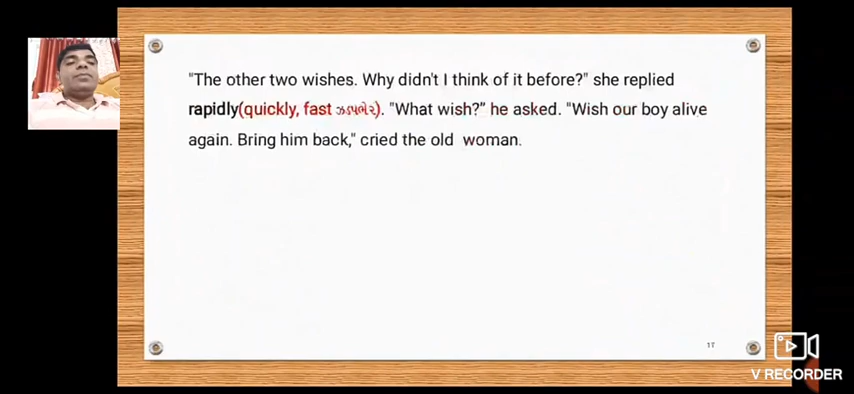 "The other two wishes. Why didn't I think of it before?" she replied
rapidly(quickly, fast ઝડપભેર). "What wish?” he asked. "Wish our boy alive
again. Bring him back," cried the old woman.
17
V RECORDER